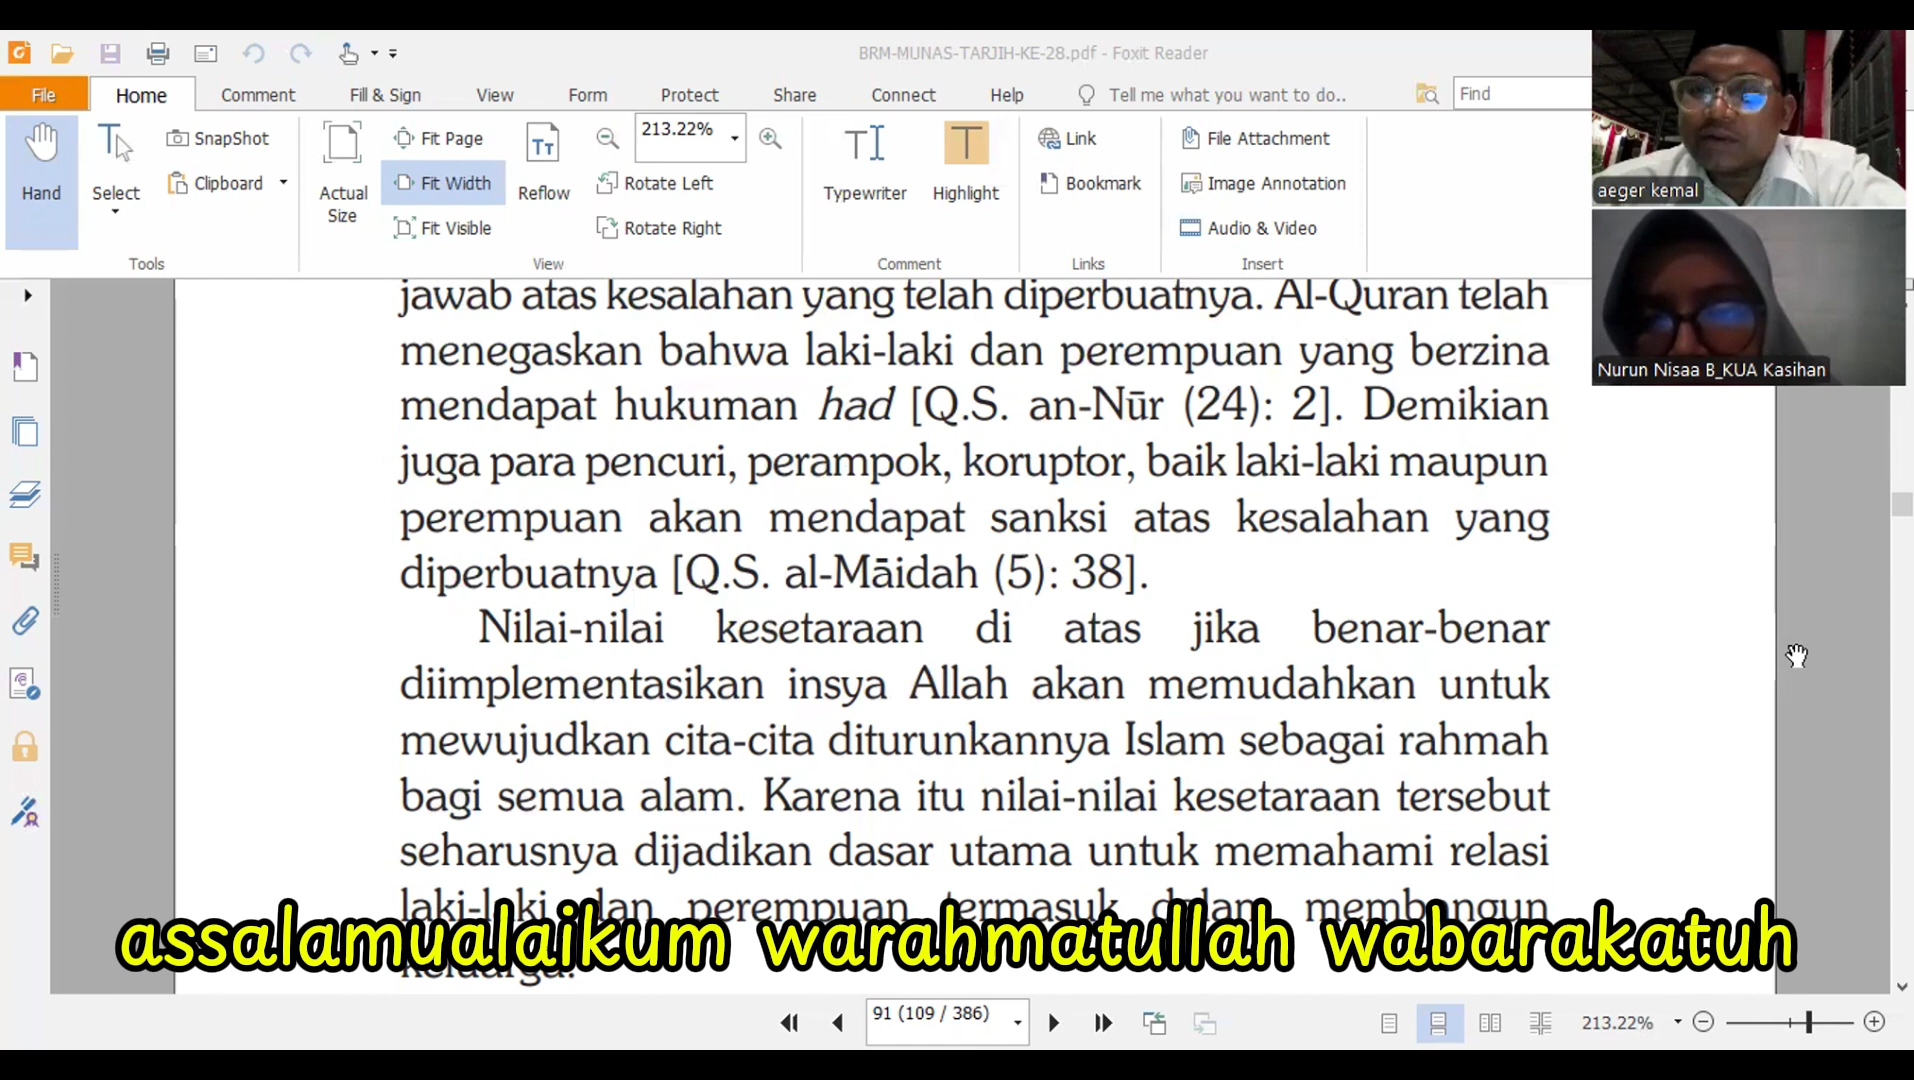 BRM-MUNAS-TARJIH-KE-28.pdf - Foxit Reader
File Home Comment Fill & Sign View Form Protect Share Connect Help Tell me what you want to do.. Find
Hand
Select
SnapShot
Clipboard
Tools
Actual Size
Fit Page
Fit Width
Fit Visible
Reflow
213.22%
Rotate Left
Rotate Right
View
Typewriter
Highlight
Comment
Link
Bookmark
Links
File Attachment
Image Annotation
Audio & Video
Insert
aeger kemal
Nurun Nisaa B_KUA Kasihan
jawab atas kesalahan yang telah diperbuatnya. Al-Quran telah
menegaskan bahwa laki-laki dan perempuan yang berzina
mendapat hukuman had [Q.S. an-Nūr (24): 2]. Demikian
juga para pencuri, perampok, koruptor, baik laki-laki maupun
perempuan akan mendapat sanksi atas kesalahan yang
diperbuatnya [Q.S. al-Māidah (5): 38].
Nilai-nilai kesetaraan di atas jika benar-benar
diimplementasikan insya Allah akan memudahkan untuk
mewujudkan cita-cita diturunkannya Islam sebagai rahmah
bagi semua alam. Karena itu nilai-nilai kesetaraan tersebut
seharusnya dijadikan dasar utama untuk memahami relasi
laki-laki dan perempuan termasuk dalam membangun
keluarga.
assalamualaikum warahmatullah wabarakatuh
91 (109 / 386)
213.22%